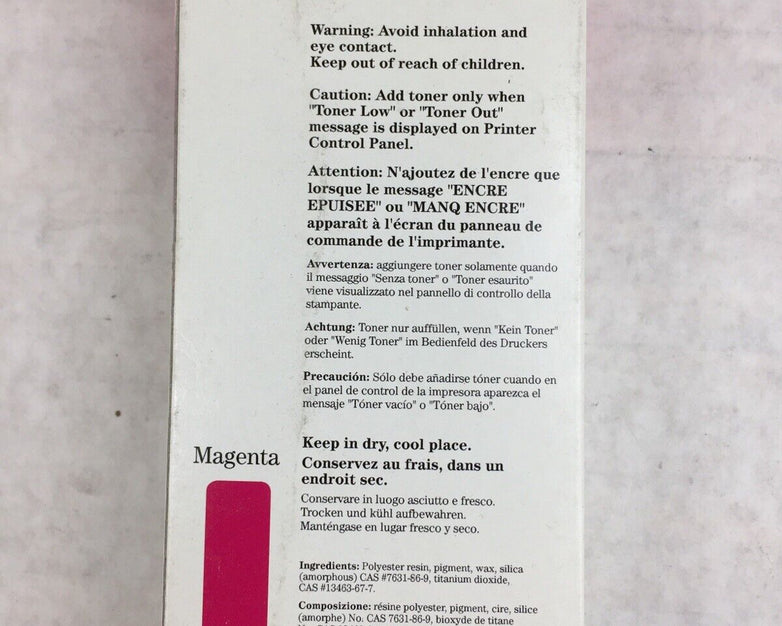 Warning: Avoid inhalation and
eye contact.
Keep out of reach of children.
Caution: Add toner only when
"Toner Low" or "Toner Out"
message is displayed on Printer
Control Panel.
Attention: N'ajoutez de l'encre que
lorsque le message "ENCRE
EPUISEE" ou "MANQ ENCRE"
apparaît à l'écran du panneau de
commande de l'imprimante.
Avvertenza: aggiungere toner solamente quando
il messaggio "Senza toner" o "Toner esaurito"
viene visualizzato nel pannello di controllo della
stampante.
Achtung: Toner nur auffüllen, wenn "Kein Toner"
oder "Wenig Toner" im Bedienfeld des Druckers
erscheint.
Precaución: Sólo debe añadirse tóner cuando en
el panel de control de la impresora aparezca el
mensaje "Tóner vacío" o "Tóner bajo".
Magenta
Keep in dry, cool place.
Conservez au frais, dans un
endroit sec.
Conservare in luogo asciutto e fresco.
Trocken und kühl aufbewahren.
Manténgase en lugar fresco y seco.
Ingredients: Polyester resin, pigment, wax, silica
(amorphous) CAS #7631-86-9, titanium dioxide,
CAS #13463-67-7.
Composizione: résine polyester, pigment, cire, silice
(amorphe) No: CAS 7631-86-9, bioxyde de titane